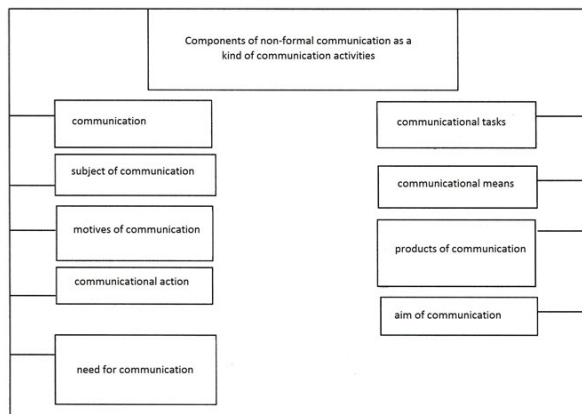 Components of non-formal communication as a
kind of communication activities
communication
subject of communication
motives of communication
communicational action
need for communication
communicational tasks
communicational means
products of communication
aim of communication